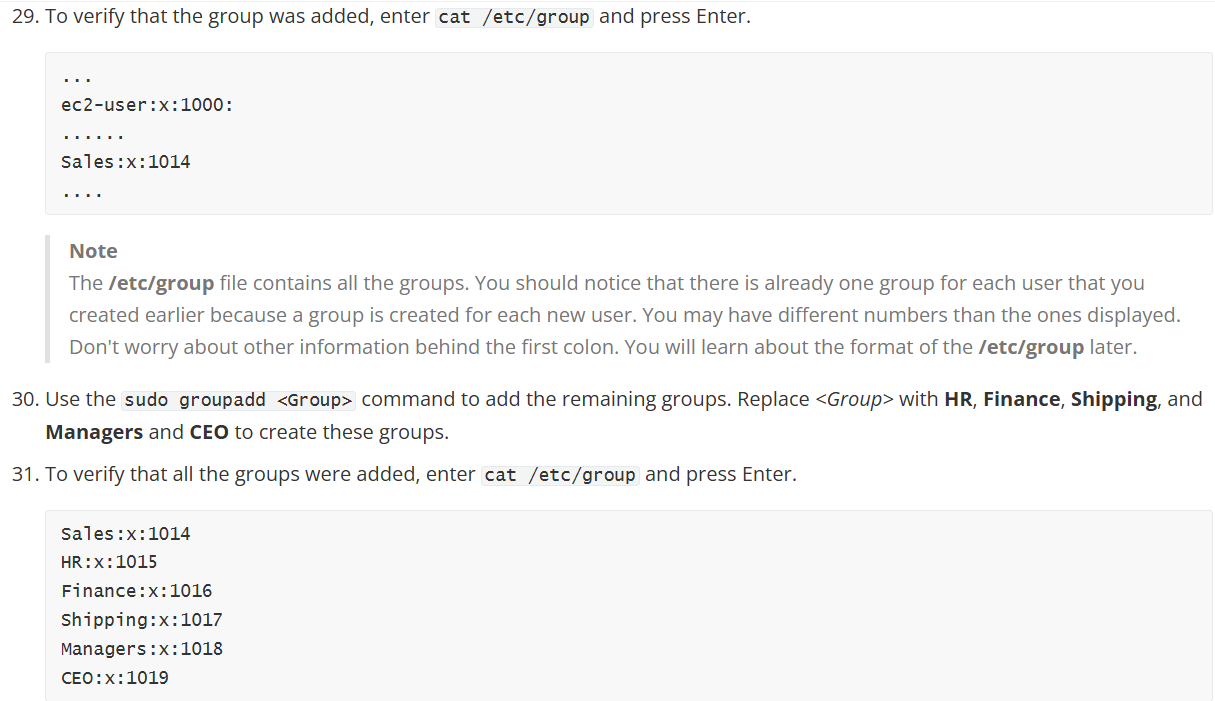 29. To verify that the group was added, enter cat /etc/group and press Enter.
...
ec2-user:x:1000:
......
Sales:x:1014
....
Note
The /etc/group file contains all the groups. You should notice that there is already one group for each user that you
created earlier because a group is created for each new user. You may have different numbers than the ones displayed.
Don't worry about other information behind the first colon. You will learn about the format of the /etc/group later.
30. Use the sudo groupadd <Group> command to add the remaining groups. Replace <Group> with HR, Finance, Shipping, and
Managers and CEO to create these groups.
31. To verify that all the groups were added, enter cat /etc/group and press Enter.
Sales:x:1014
HR:x:1015
Finance:x:1016
Shipping:x:1017
Managers:x:1018
CEO:x:1019